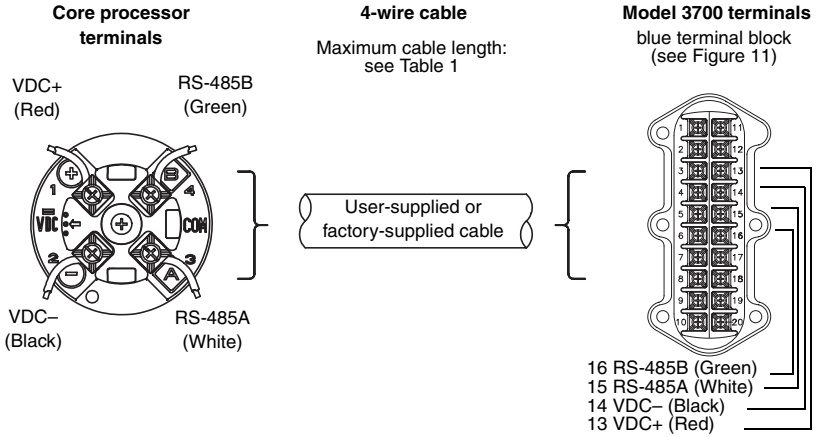 Core processor
terminals
4-wire cable
Maximum cable length:
see Table 1
Model 3700 terminals
blue terminal block
(see Figure 11)
VDC+
(Red)
RS-485B
(Green)
1
+
B
4
VDC
COM
2
–
A
3
VDC–
(Black)
RS-485A
(White)
User-supplied or
factory-supplied cable
1 11
2 12
3 13
4 14
5 15
6 16
7 17
8 18
9 19
10 20
16 RS-485B (Green)
15 RS-485A (White)
14 VDC– (Black)
13 VDC+ (Red)